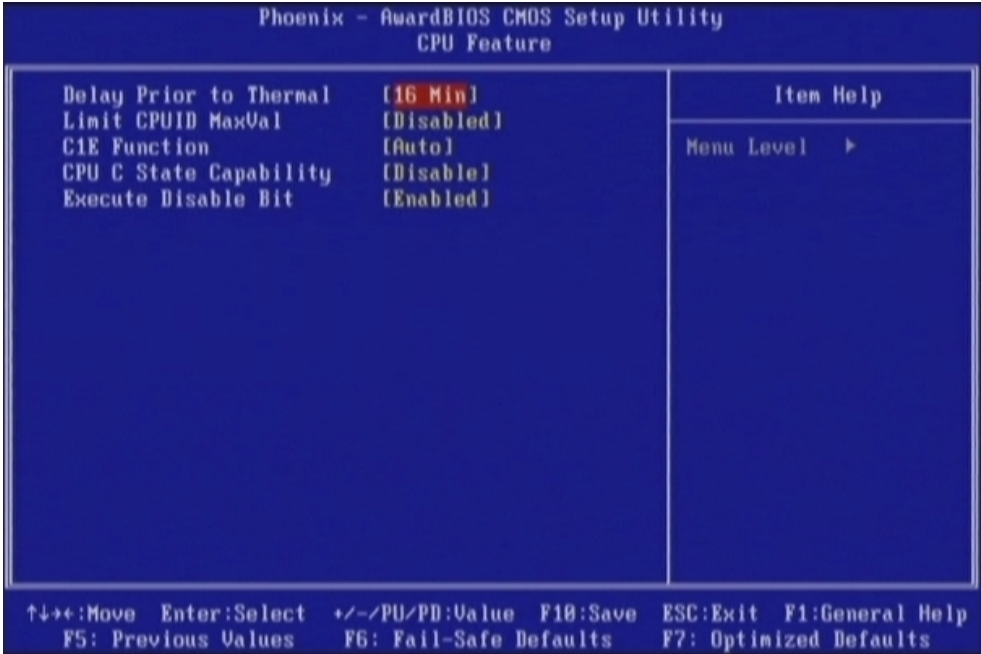 Phoenix - AwardBIOS CMOS Setup Utility
CPU Feature
Delay Prior to Thermal [16 Min]
Limit CPUID MaxVal [Disabled]
C1E Function [Auto]
CPU C State Capability [Disable]
Execute Disable Bit [Enabled]
Item Help
Menu Level ▶
↑↓→←:Move Enter:Select +/-/PU/PD:Value F10:Save ESC:Exit F1:General Help
F5: Previous Values F6: Fail-Safe Defaults F7: Optimized Defaults